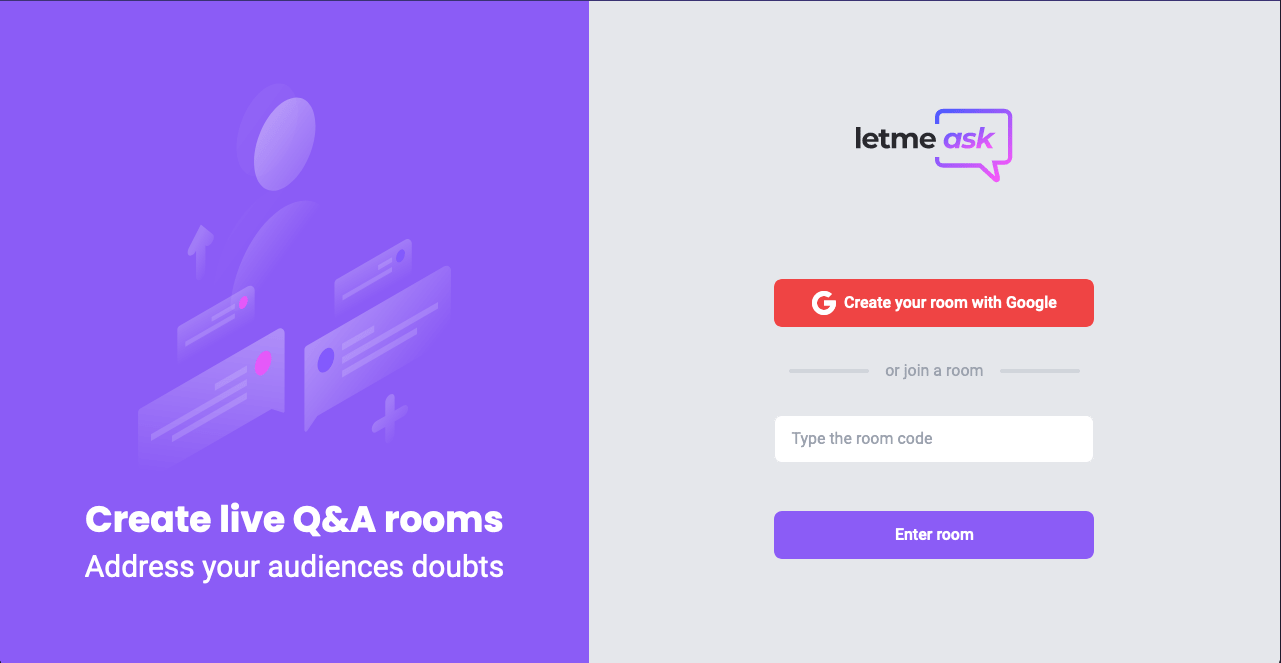 Create live Q&A rooms
Address your audiences doubts
letme ask
Create your room with Google
or join a room
Type the room code
Enter room